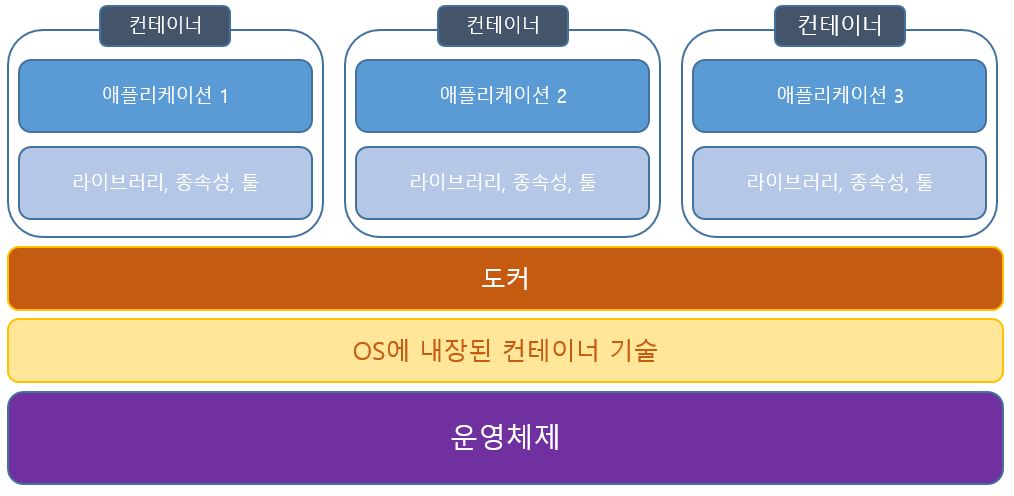 컨테이너
컨테이너
컨테이너
애플리케이션 1
애플리케이션 2
애플리케이션 3
라이브러리, 종속성, 툴
라이브러리, 종속성, 툴
라이브러리, 종속성, 툴
도커
OS에 내장된 컨테이너 기술
운영체제